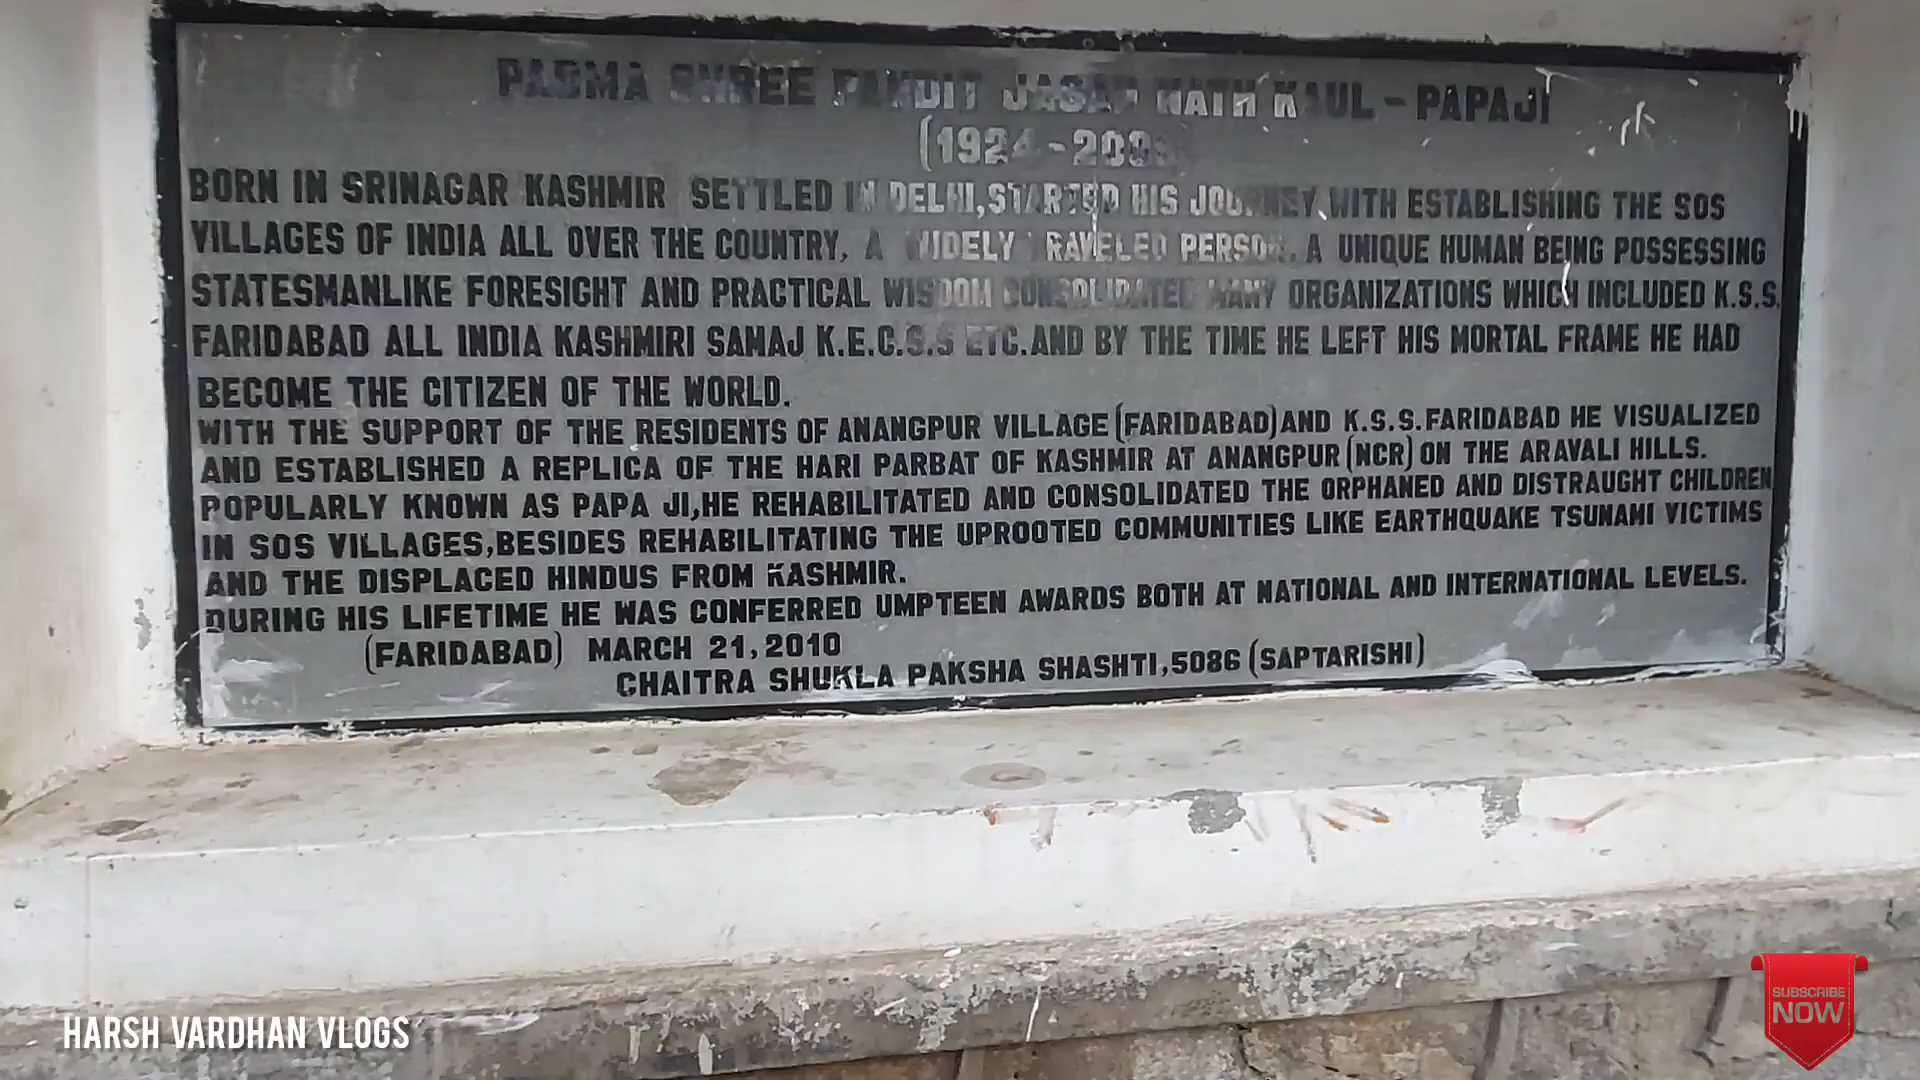 PADMA SHREE PANDIT JAGAN NATH KAUL - PAPAJI
(1924-200
BORN IN SRINAGAR KASHMIR SETTLED IN DELHI, STARTED HIS JOURNEY WITH ESTABLISHING THE SOS
VILLAGES OF INDIA ALL OVER THE COUNTRY, A WIDELY TRAVELED PERSON, A UNIQUE HUMAN BEING POSSESSING
STATESMANLIKE FORESIGHT AND PRACTICAL WISDOM CONSOLIDATED MANY ORGANIZATIONS WHICH INCLUDED K.S.S.
FARIDABAD ALL INDIA KASHMIRI SAMAJ K.E.C.S.S ETC. AND BY THE TIME HE LEFT HIS MORTAL FRAME HE HAD
BECOME THE CITIZEN OF THE WORLD.
WITH THE SUPPORT OF THE RESIDENTS OF ANANGPUR VILLAGE (FARIDABAD) AND K.S.S. FARIDABAD HE VISUALIZED
AND ESTABLISHED A REPLICA OF THE HARI PARBAT OF KASHMIR AT ANANGPUR (NCR) ON THE ARAVALI HILLS.
POPULARLY KNOWN AS PAPA JI, HE REHABILITATED AND CONSOLIDATED THE ORPHANED AND DISTRAUGHT CHILDREN
IN SOS VILLAGES, BESIDES REHABILITATING THE UPROOTED COMMUNITIES LIKE EARTHQUAKE TSUNAMI VICTIMS
AND THE DISPLACED HINDUS FROM KASHMIR.
DURING HIS LIFETIME HE WAS CONFERRED UMPTEEN AWARDS BOTH AT NATIONAL AND INTERNATIONAL LEVELS.
(FARIDABAD) MARCH 21, 2010
CHAITRA SHUKLA PAKSHA SHASHTI, 5086 (SAPTARISHI)
HARSH VARDHAN VLOGS
SUBSCRIBE
NOW